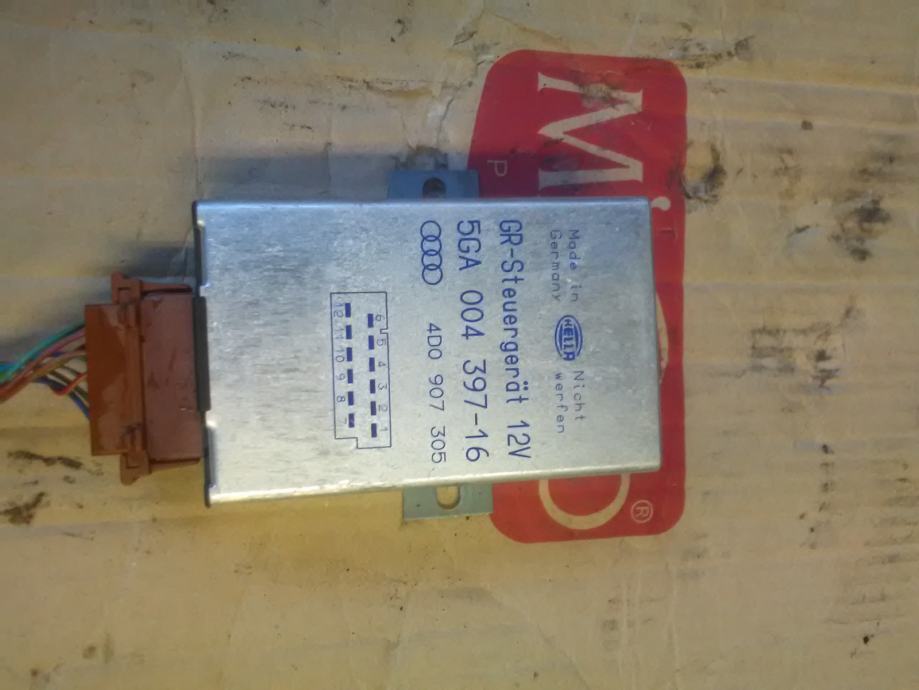 Made in
Germany
HELLA
Nicht
werfen
GR-Steuergerät 12V
5GA 004 397-16
4D0 907 305
6 5 4 3 2 1
12 11 10 9 8 7
M
P
®